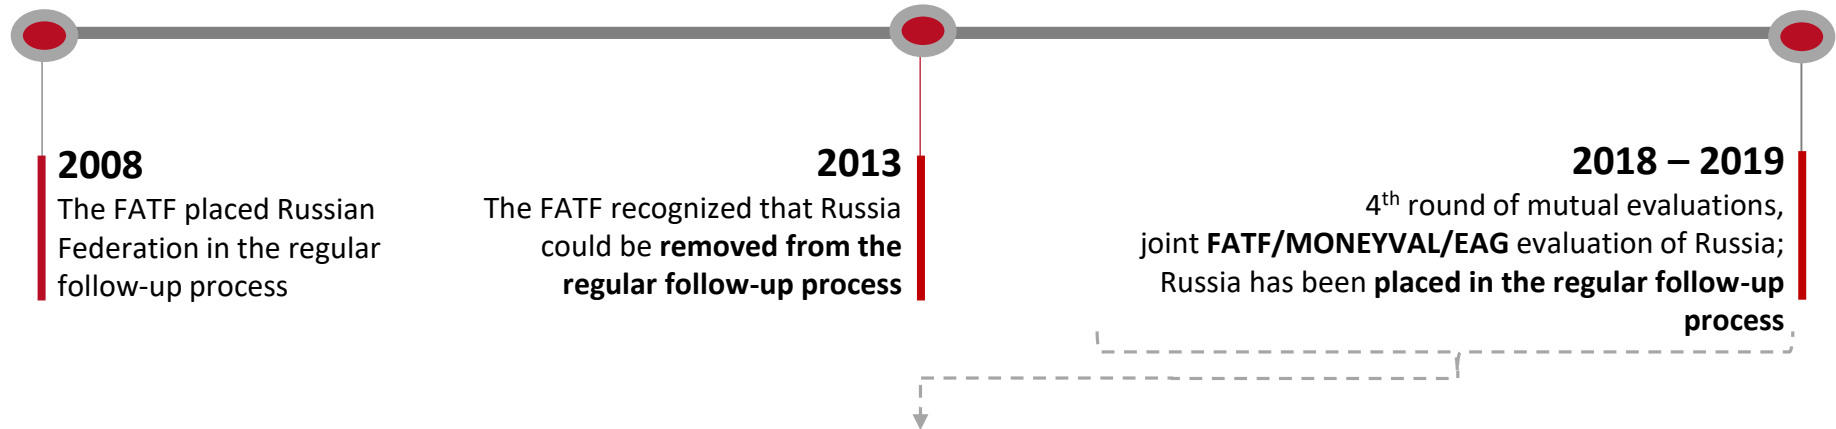 2008
The FATF placed Russian
Federation in the regular
follow-up process
2013
The FATF recognized that Russia
could be removed from the
regular follow-up process
2018 – 2019
4th round of mutual evaluations,
joint FATF/MONEYVAL/EAG evaluation of Russia;
Russia has been placed in the regular follow-up
process